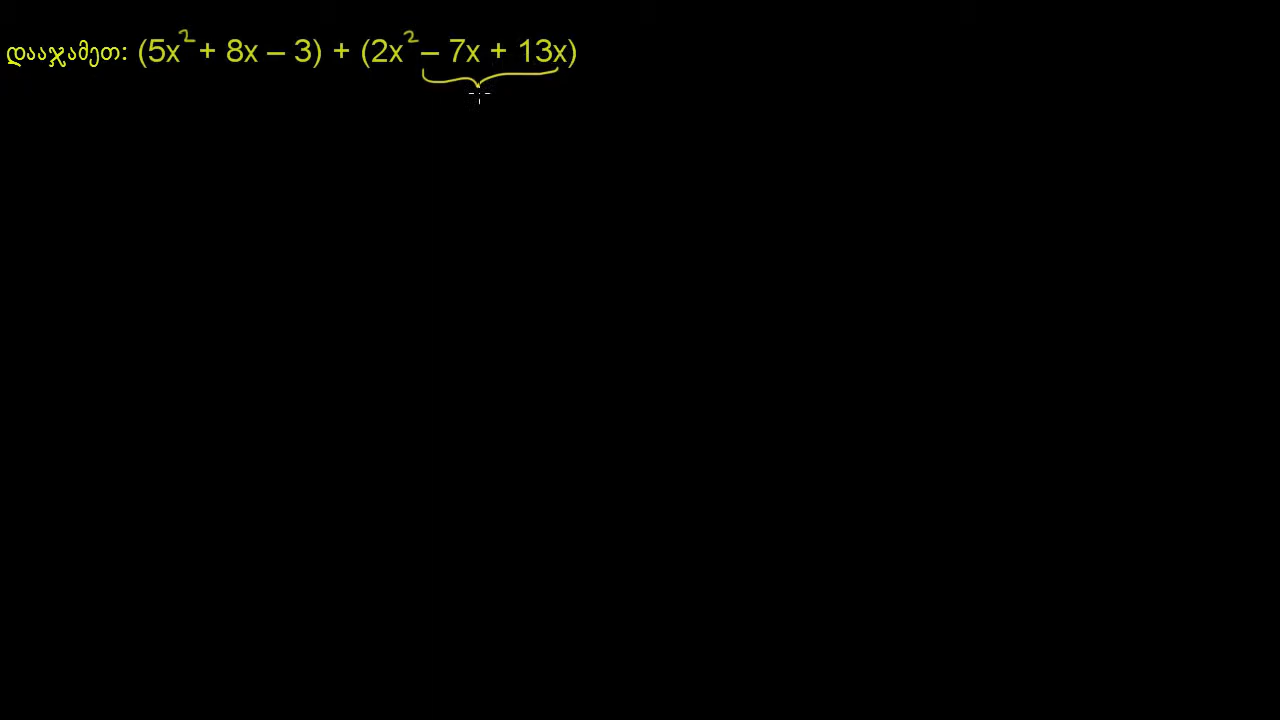 დააჯამეთ: (5x² + 8x – 3) + (2x² – 7x + 13x)